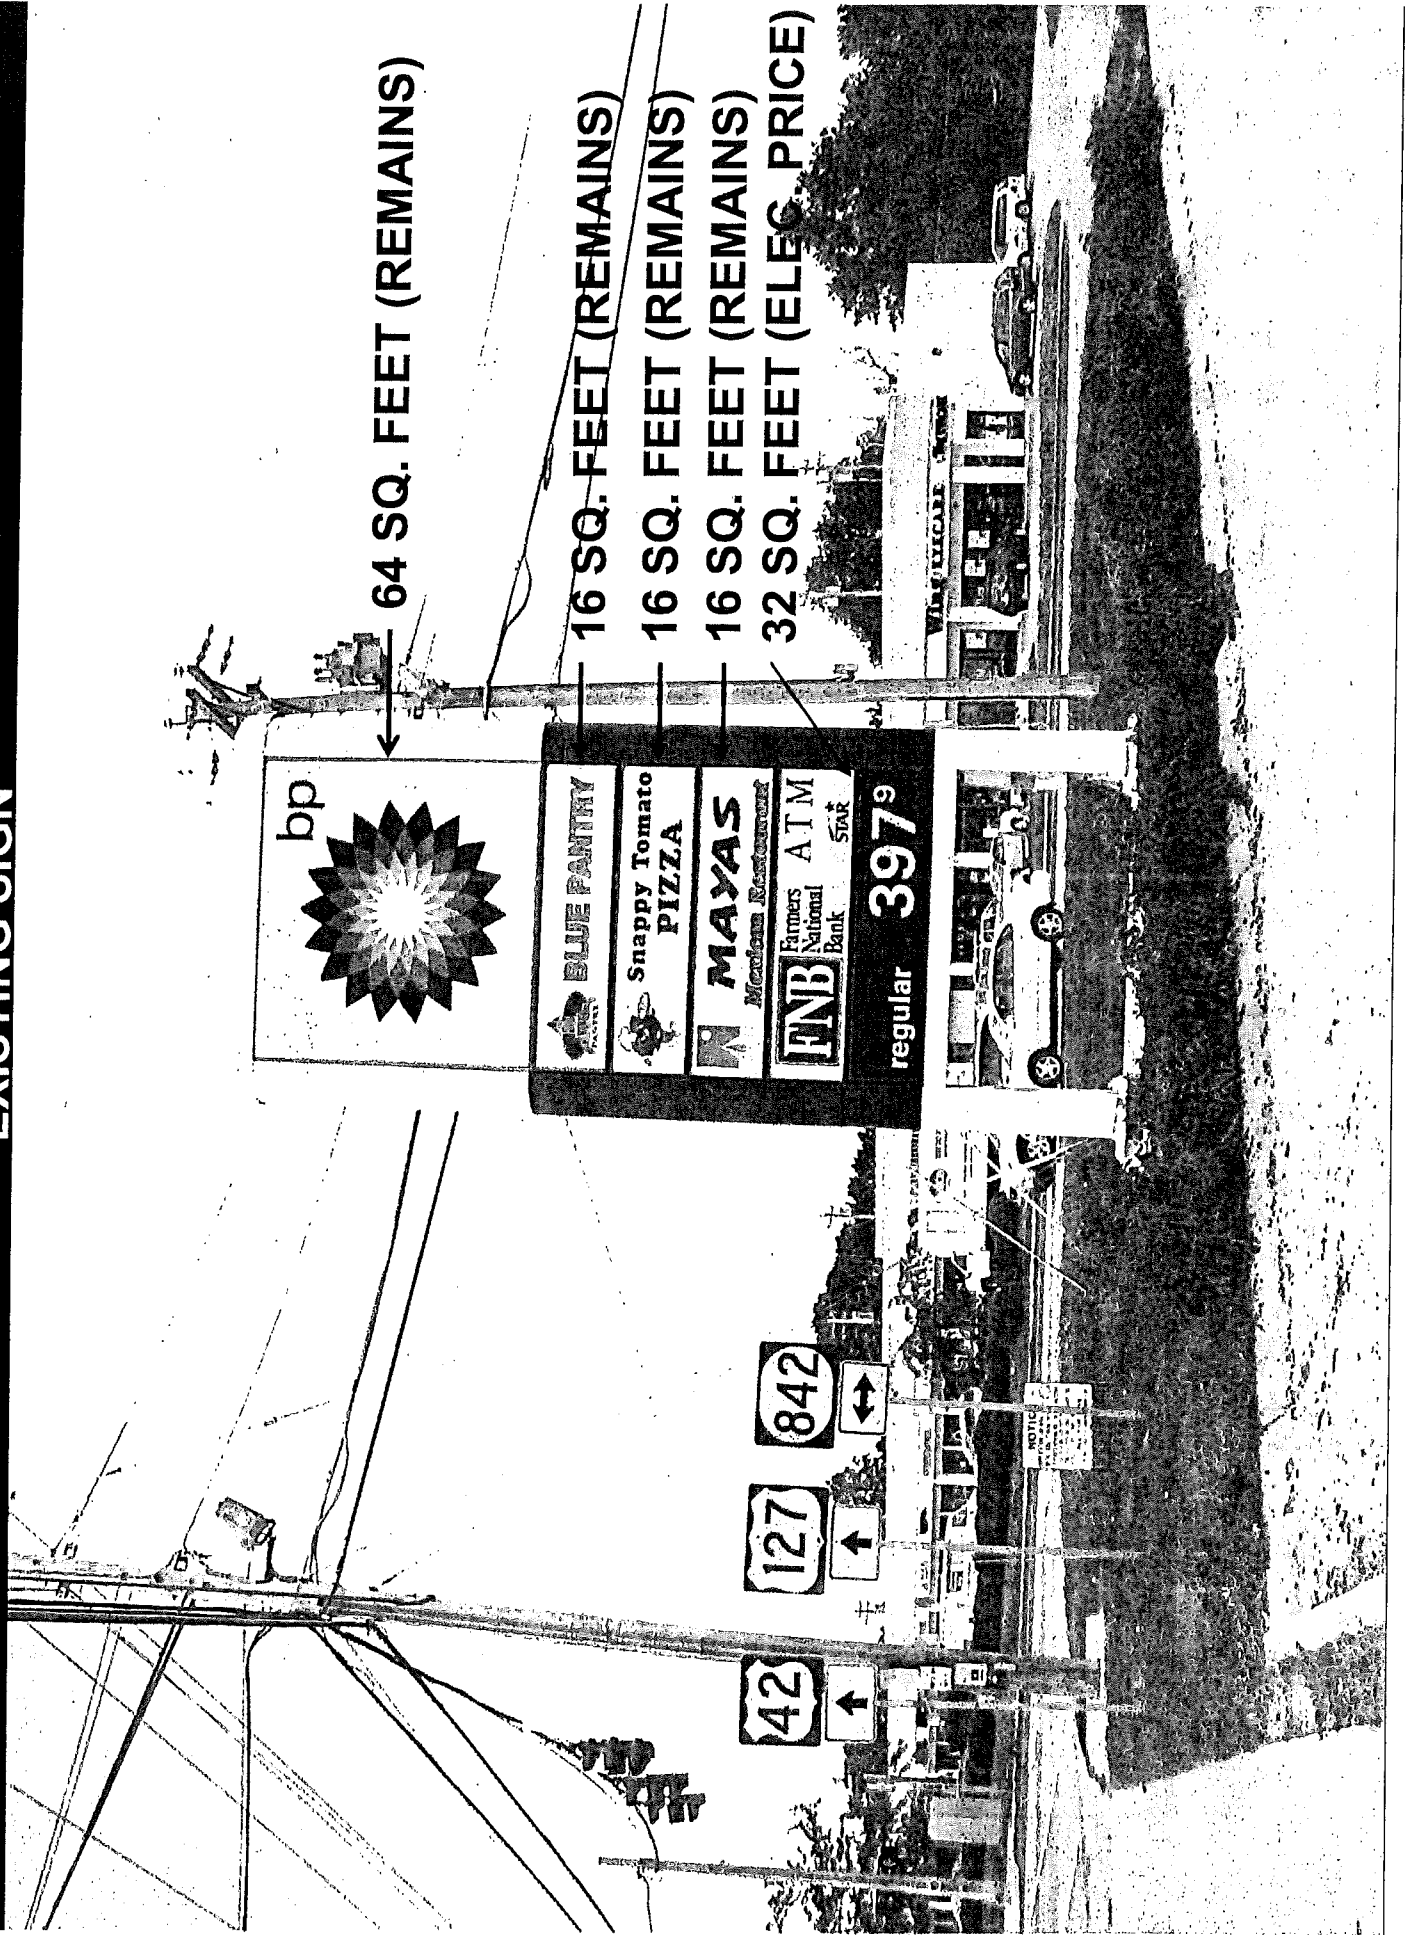 EXISTING SIGN
64 SQ. FEET (REMAINS)
16 SQ. FEET (REMAINS)
16 SQ. FEET (REMAINS)
16 SQ. FEET (REMAINS)
32 SQ. FEET (ELEC. PRICE)
bp
BLUE PANTRY
Snappy Tomato
PIZZA
MAYAS
Mexican Restaurant
FNB
Farmers
National
Bank
ATM
STAR
regular 397 9
42
127
842
NOTICE